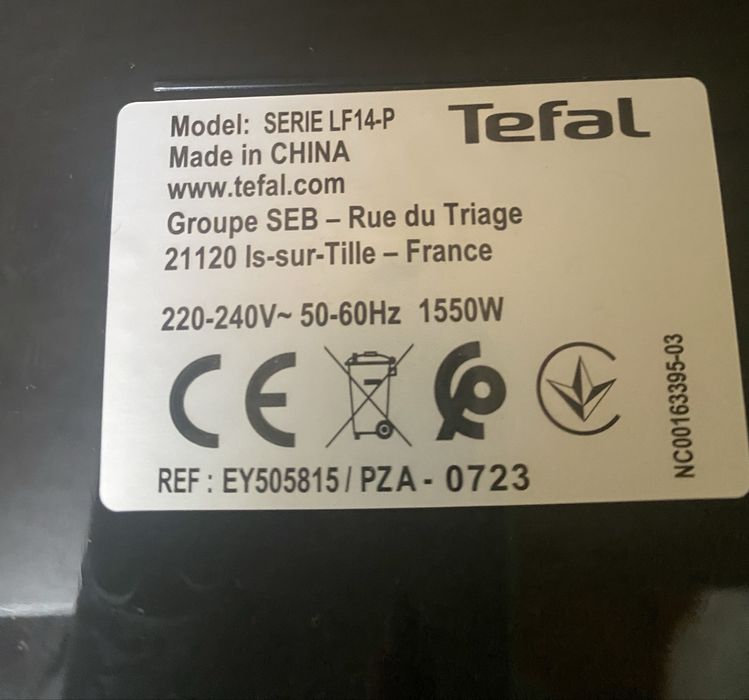 Model: SERIE LF14-P
Tefal
Made in CHINA
www.tefal.com
Groupe SEB – Rue du Triage
21120 Is-sur-Tille – France
220-240V~ 50-60Hz 1550W
CE
REF : EY505815 / PZA - 0723
NC00163395-03